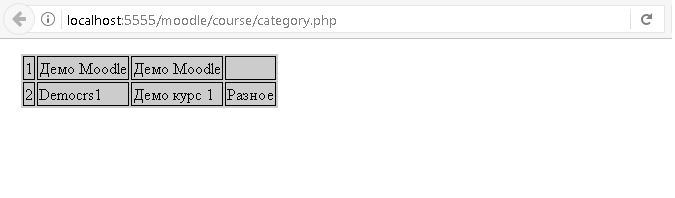 localhost:5555/moodle/course/category.php
1 Демо Moodle Демо Moodle
2 Democrs1 Демо курс 1 Разное